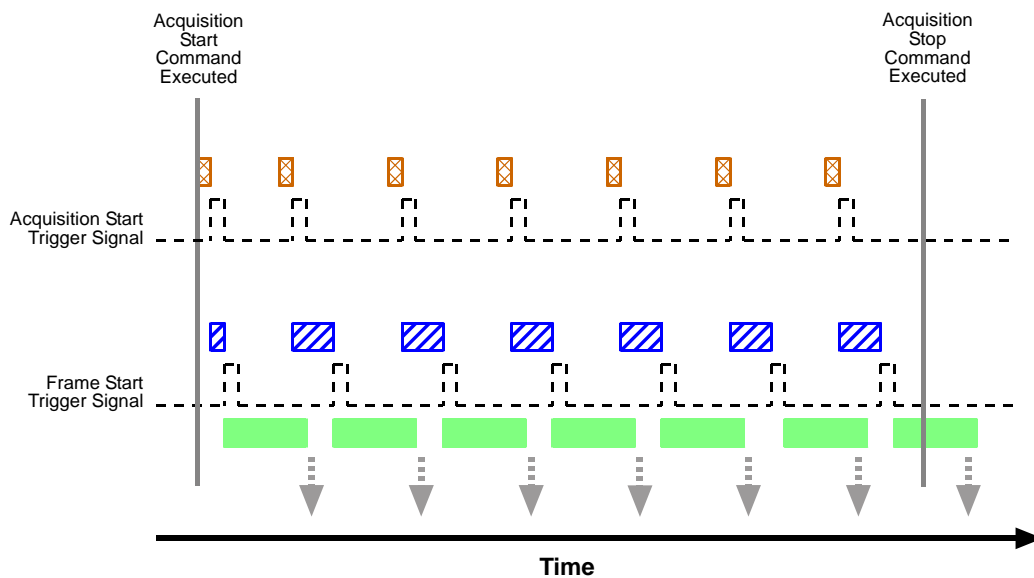 Acquisition
Start
Command
Executed
Acquisition
Stop
Command
Executed
Acquisition Start
Trigger Signal
Frame Start
Trigger Signal
Time